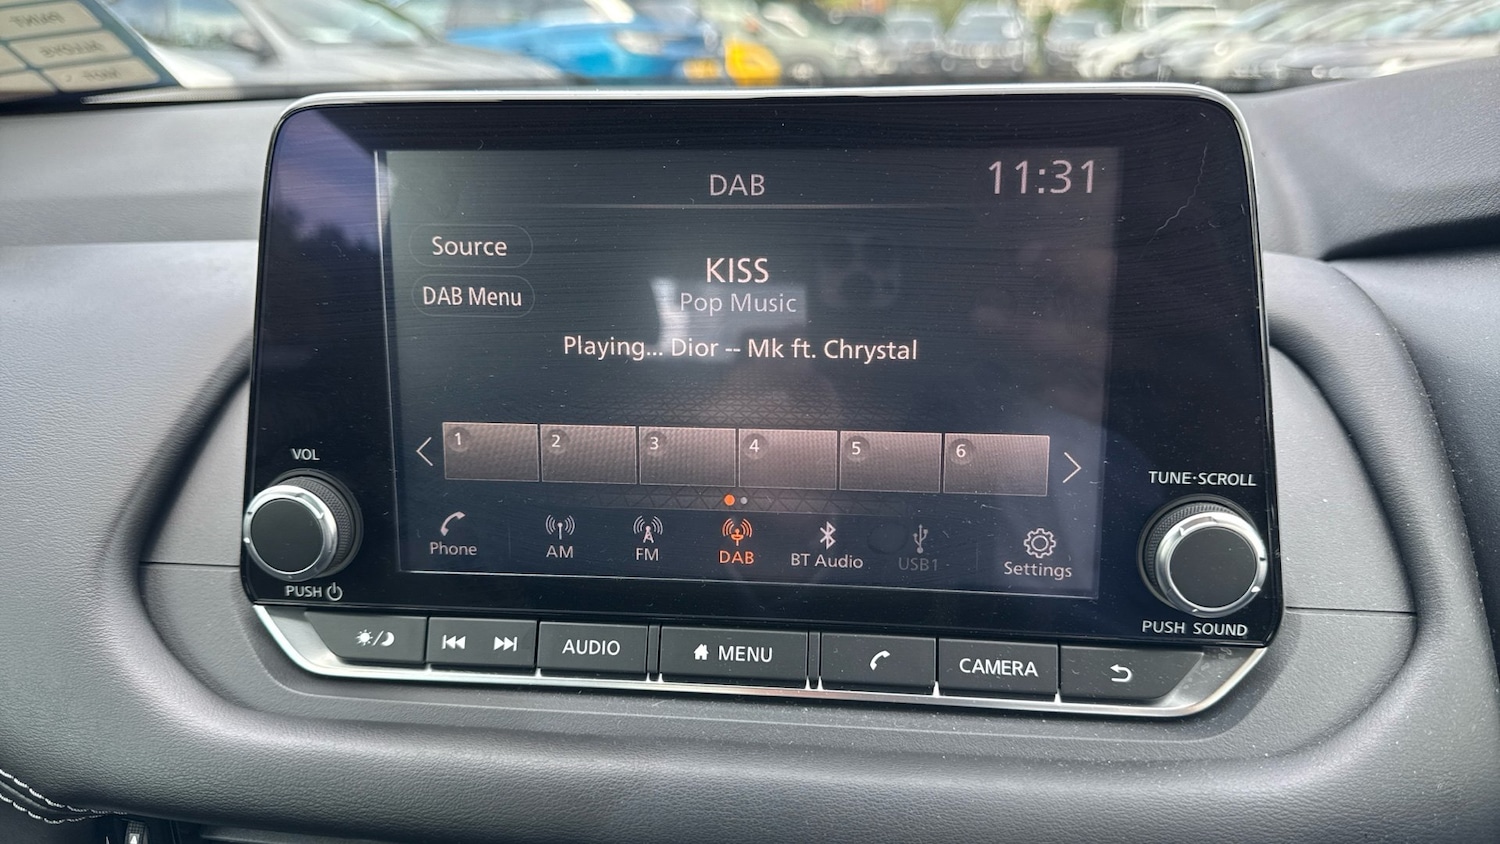 DAB
11:31
Source
DAB Menu
KISS
Pop Music
Playing... Dior -- Mk ft. Chrystal
1 2 3 4 5 6
Phone AM FM DAB BT Audio USB1 Settings
VOL
PUSH
TUNE·SCROLL
PUSH SOUND
AUDIO MENU CAMERA